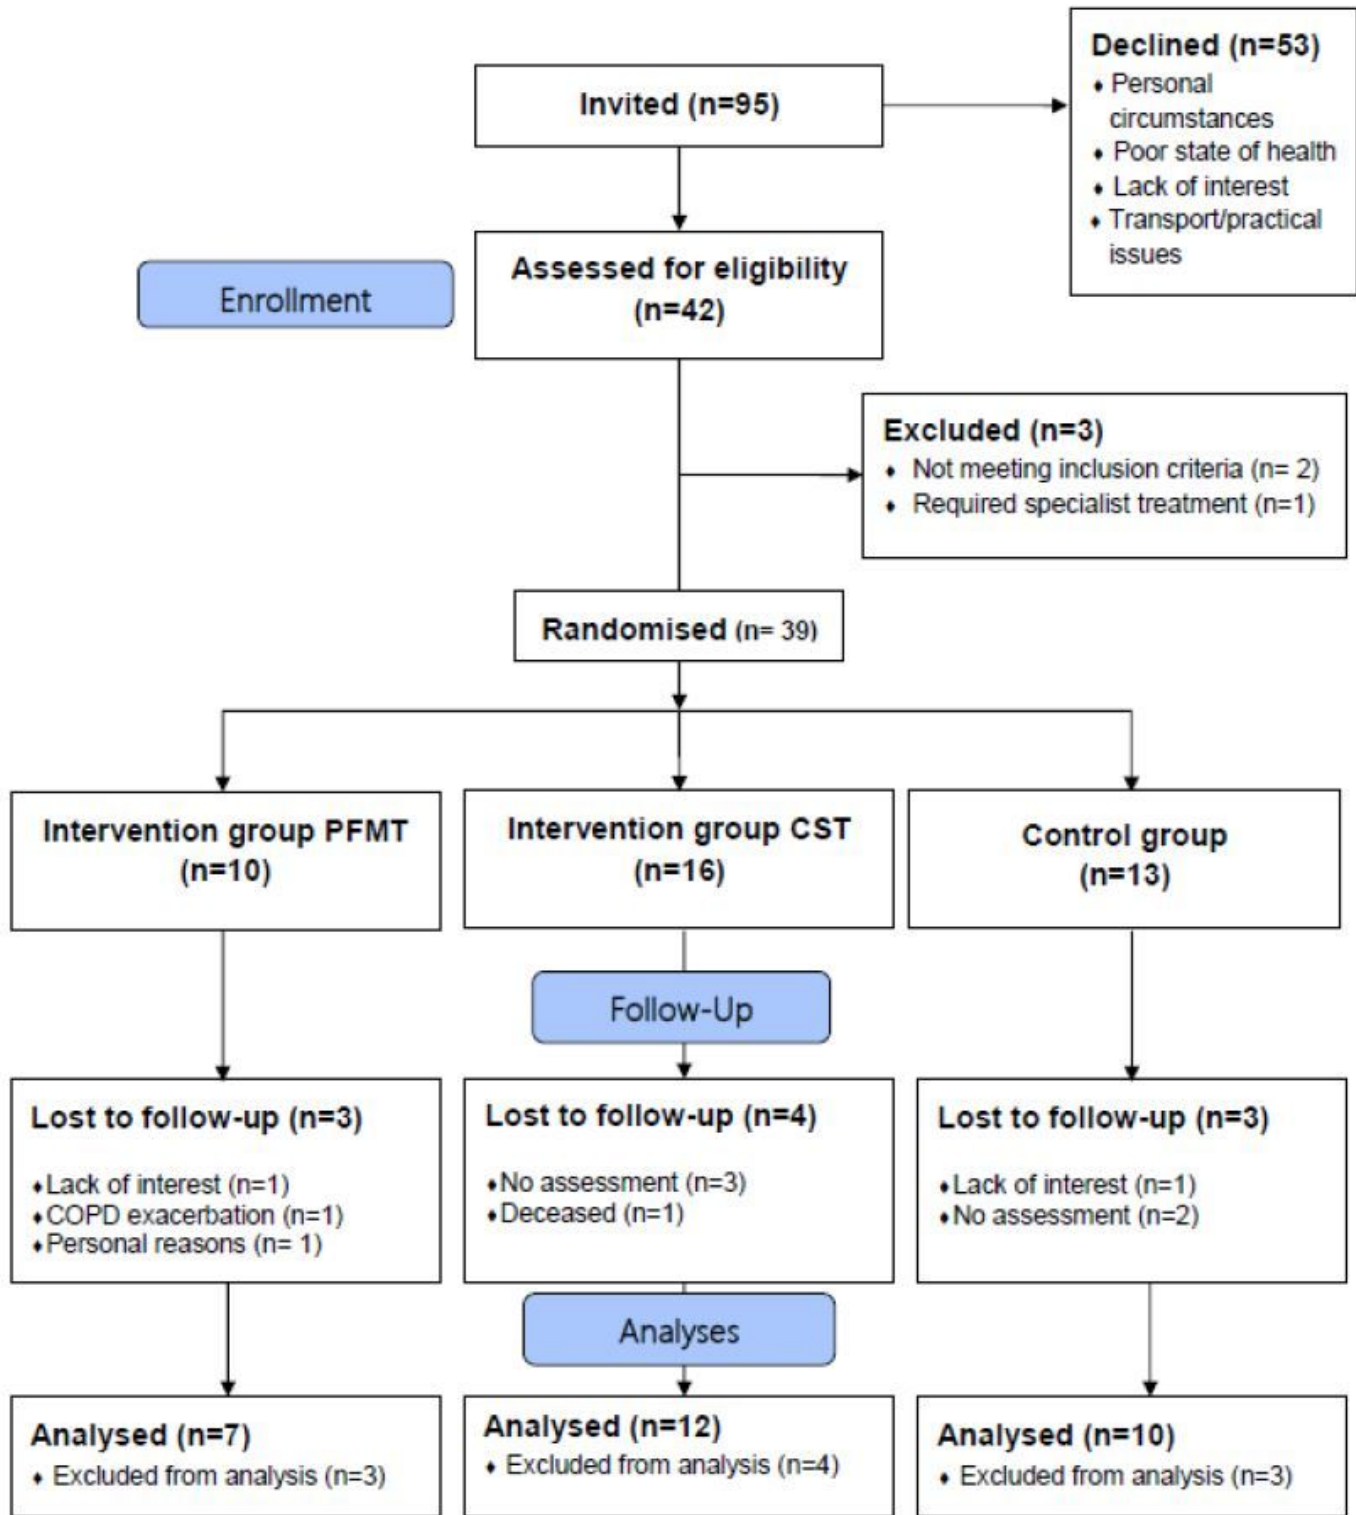 Invited (n=95)
Declined (n=53)
♦ Personal
circumstances
♦ Poor state of health
♦ Lack of interest
♦ Transport/practical
issues
Enrollment
Assessed for eligibility
(n=42)
Excluded (n=3)
♦ Not meeting inclusion criteria (n= 2)
♦ Required specialist treatment (n=1)
Randomised (n= 39)
Intervention group PFMT
(n=10)
Intervention group CST
(n=16)
Control group
(n=13)
Follow-Up
Lost to follow-up (n=3)
♦Lack of interest (n=1)
♦COPD exacerbation (n=1)
♦Personal reasons (n= 1)
Lost to follow-up (n=4)
♦No assessment (n=3)
♦Deceased (n=1)
Lost to follow-up (n=3)
♦Lack of interest (n=1)
♦No assessment (n=2)
Analyses
Analysed (n=7)
♦ Excluded from analysis (n=3)
Analysed (n=12)
♦ Excluded from analysis (n=4)
Analysed (n=10)
♦ Excluded from analysis (n=3)